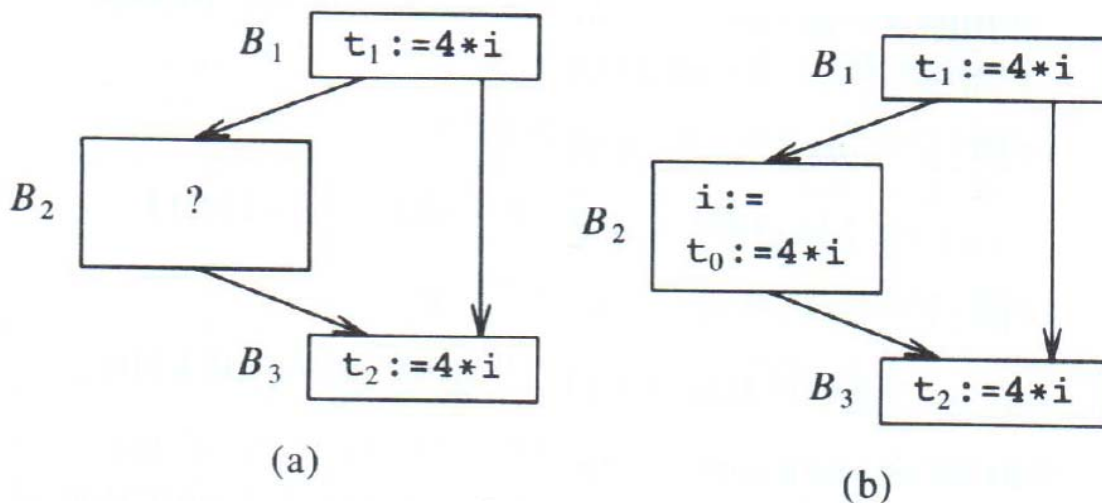 B₁ t₁:=4*i
B₂ ?
B₃ t₂:=4*i
(a)
B₁ t₁:=4*i
B₂ i:=
t₀:=4*i
B₃ t₂:=4*i
(b)